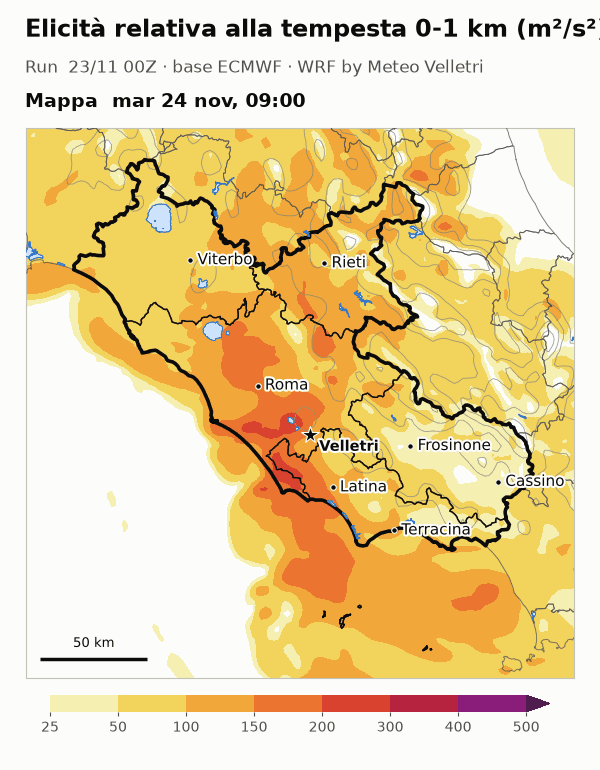 Elicità relativa alla tempesta 0-1 km (m²/s²)
Run  23/11 00Z · base ECMWF · WRF by Meteo Velletri
Mappa  mar 24 nov, 09:00
Viterbo
Rieti
Roma
Velletri
Frosinone
Cassino
Latina
Terracina
50 km
25 50 100 150 200 300 400 500